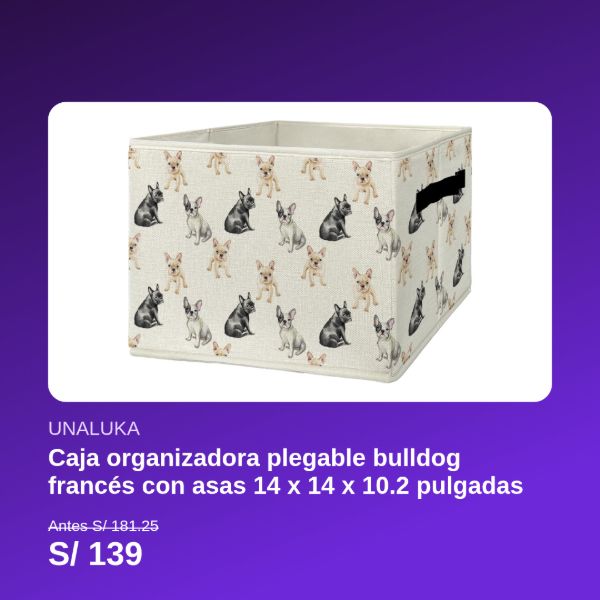 UNALUKA
Caja organizadora plegable bulldog
francés con asas 14 x 14 x 10.2 pulgadas
Antes S/ 181.25
S/ 139